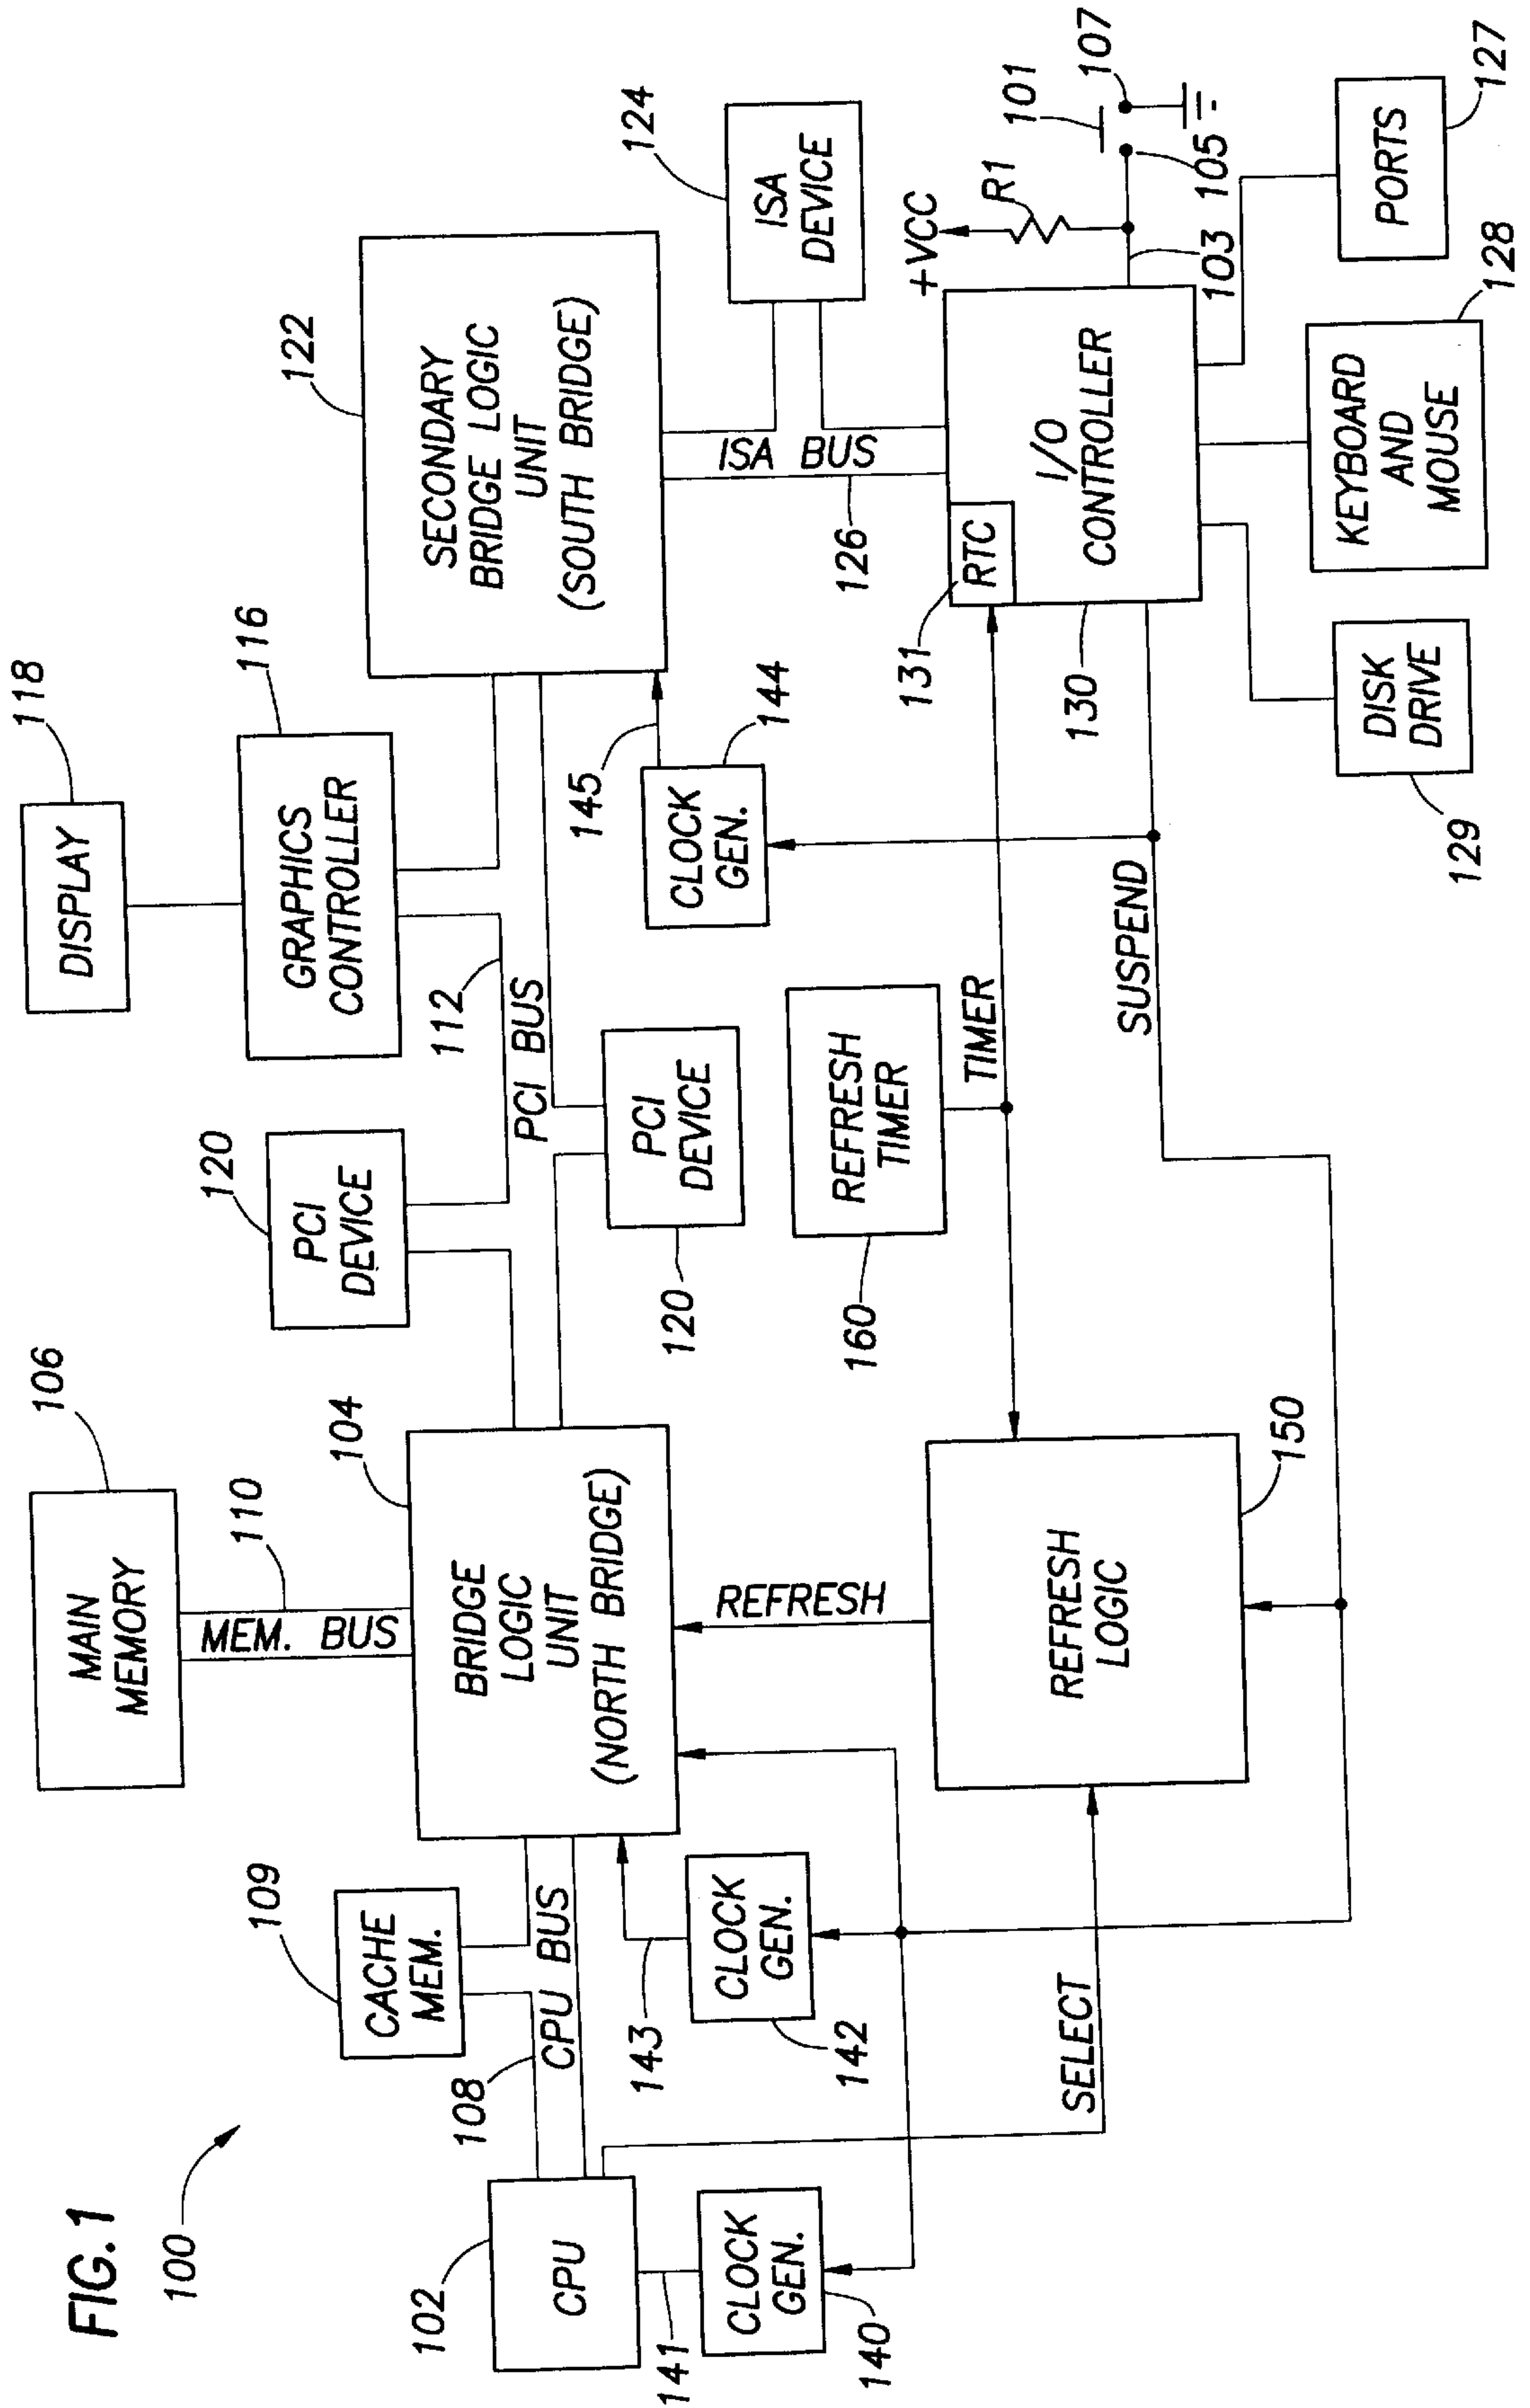 FIG. 1
100
118
DISPLAY
106
MAIN
MEMORY
110
MEM. BUS
120
PCI
DEVICE
116
GRAPHICS
CONTROLLER
122
SECONDARY
BRIDGE LOGIC
UNIT
(SOUTH BRIDGE)
109
CACHE
MEM.
104
BRIDGE
LOGIC
UNIT
(NORTH BRIDGE)
102
CPU
108
CPU BUS
112
PCI BUS
PCI
DEVICE
120
145
CLOCK
GEN.
144
124
ISA
DEVICE
ISA BUS
126
141
CLOCK
GEN.
140
143
CLOCK
GEN.
142
REFRESH
REFRESH
TIMER
160
TIMER
131
RTC
I/O
CONTROLLER
130
+VCC
R1
103
101
105
107
SELECT
REFRESH
LOGIC
150
SUSPEND
DISK
DRIVE
129
KEYBOARD
AND
MOUSE
128
PORTS
127